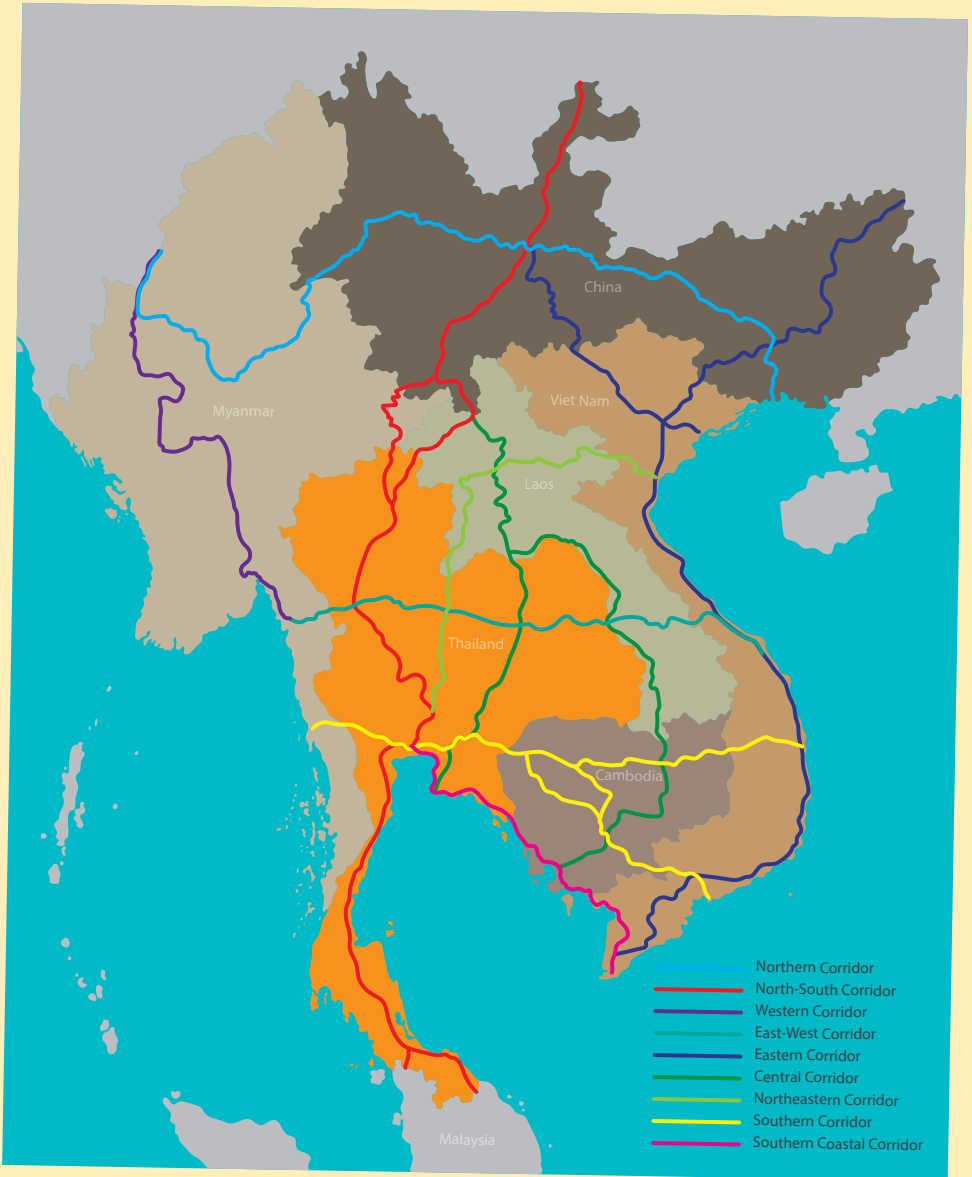 China
Myanmar
Viet Nam
Laos
Thailand
Cambodia
Malaysia
Northern Corridor
North-South Corridor
Western Corridor
East-West Corridor
Eastern Corridor
Central Corridor
Northeastern Corridor
Southern Corridor
Southern Coastal Corridor